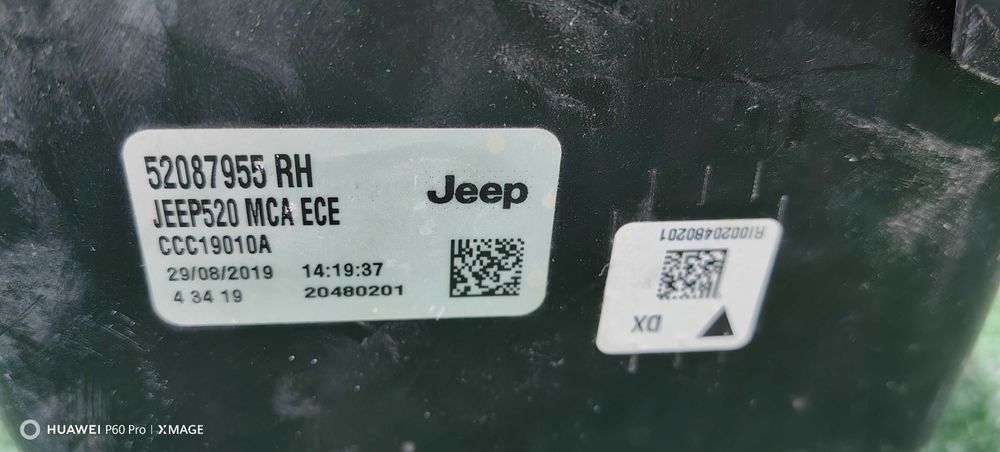 52087955 RH
JEEP520 MCA ECE
CCC19010A
29/08/2019 14:19:37
4 34 19 20480201
Jeep
RI0020480201
DX
HUAWEI P60 Pro | XMAGE